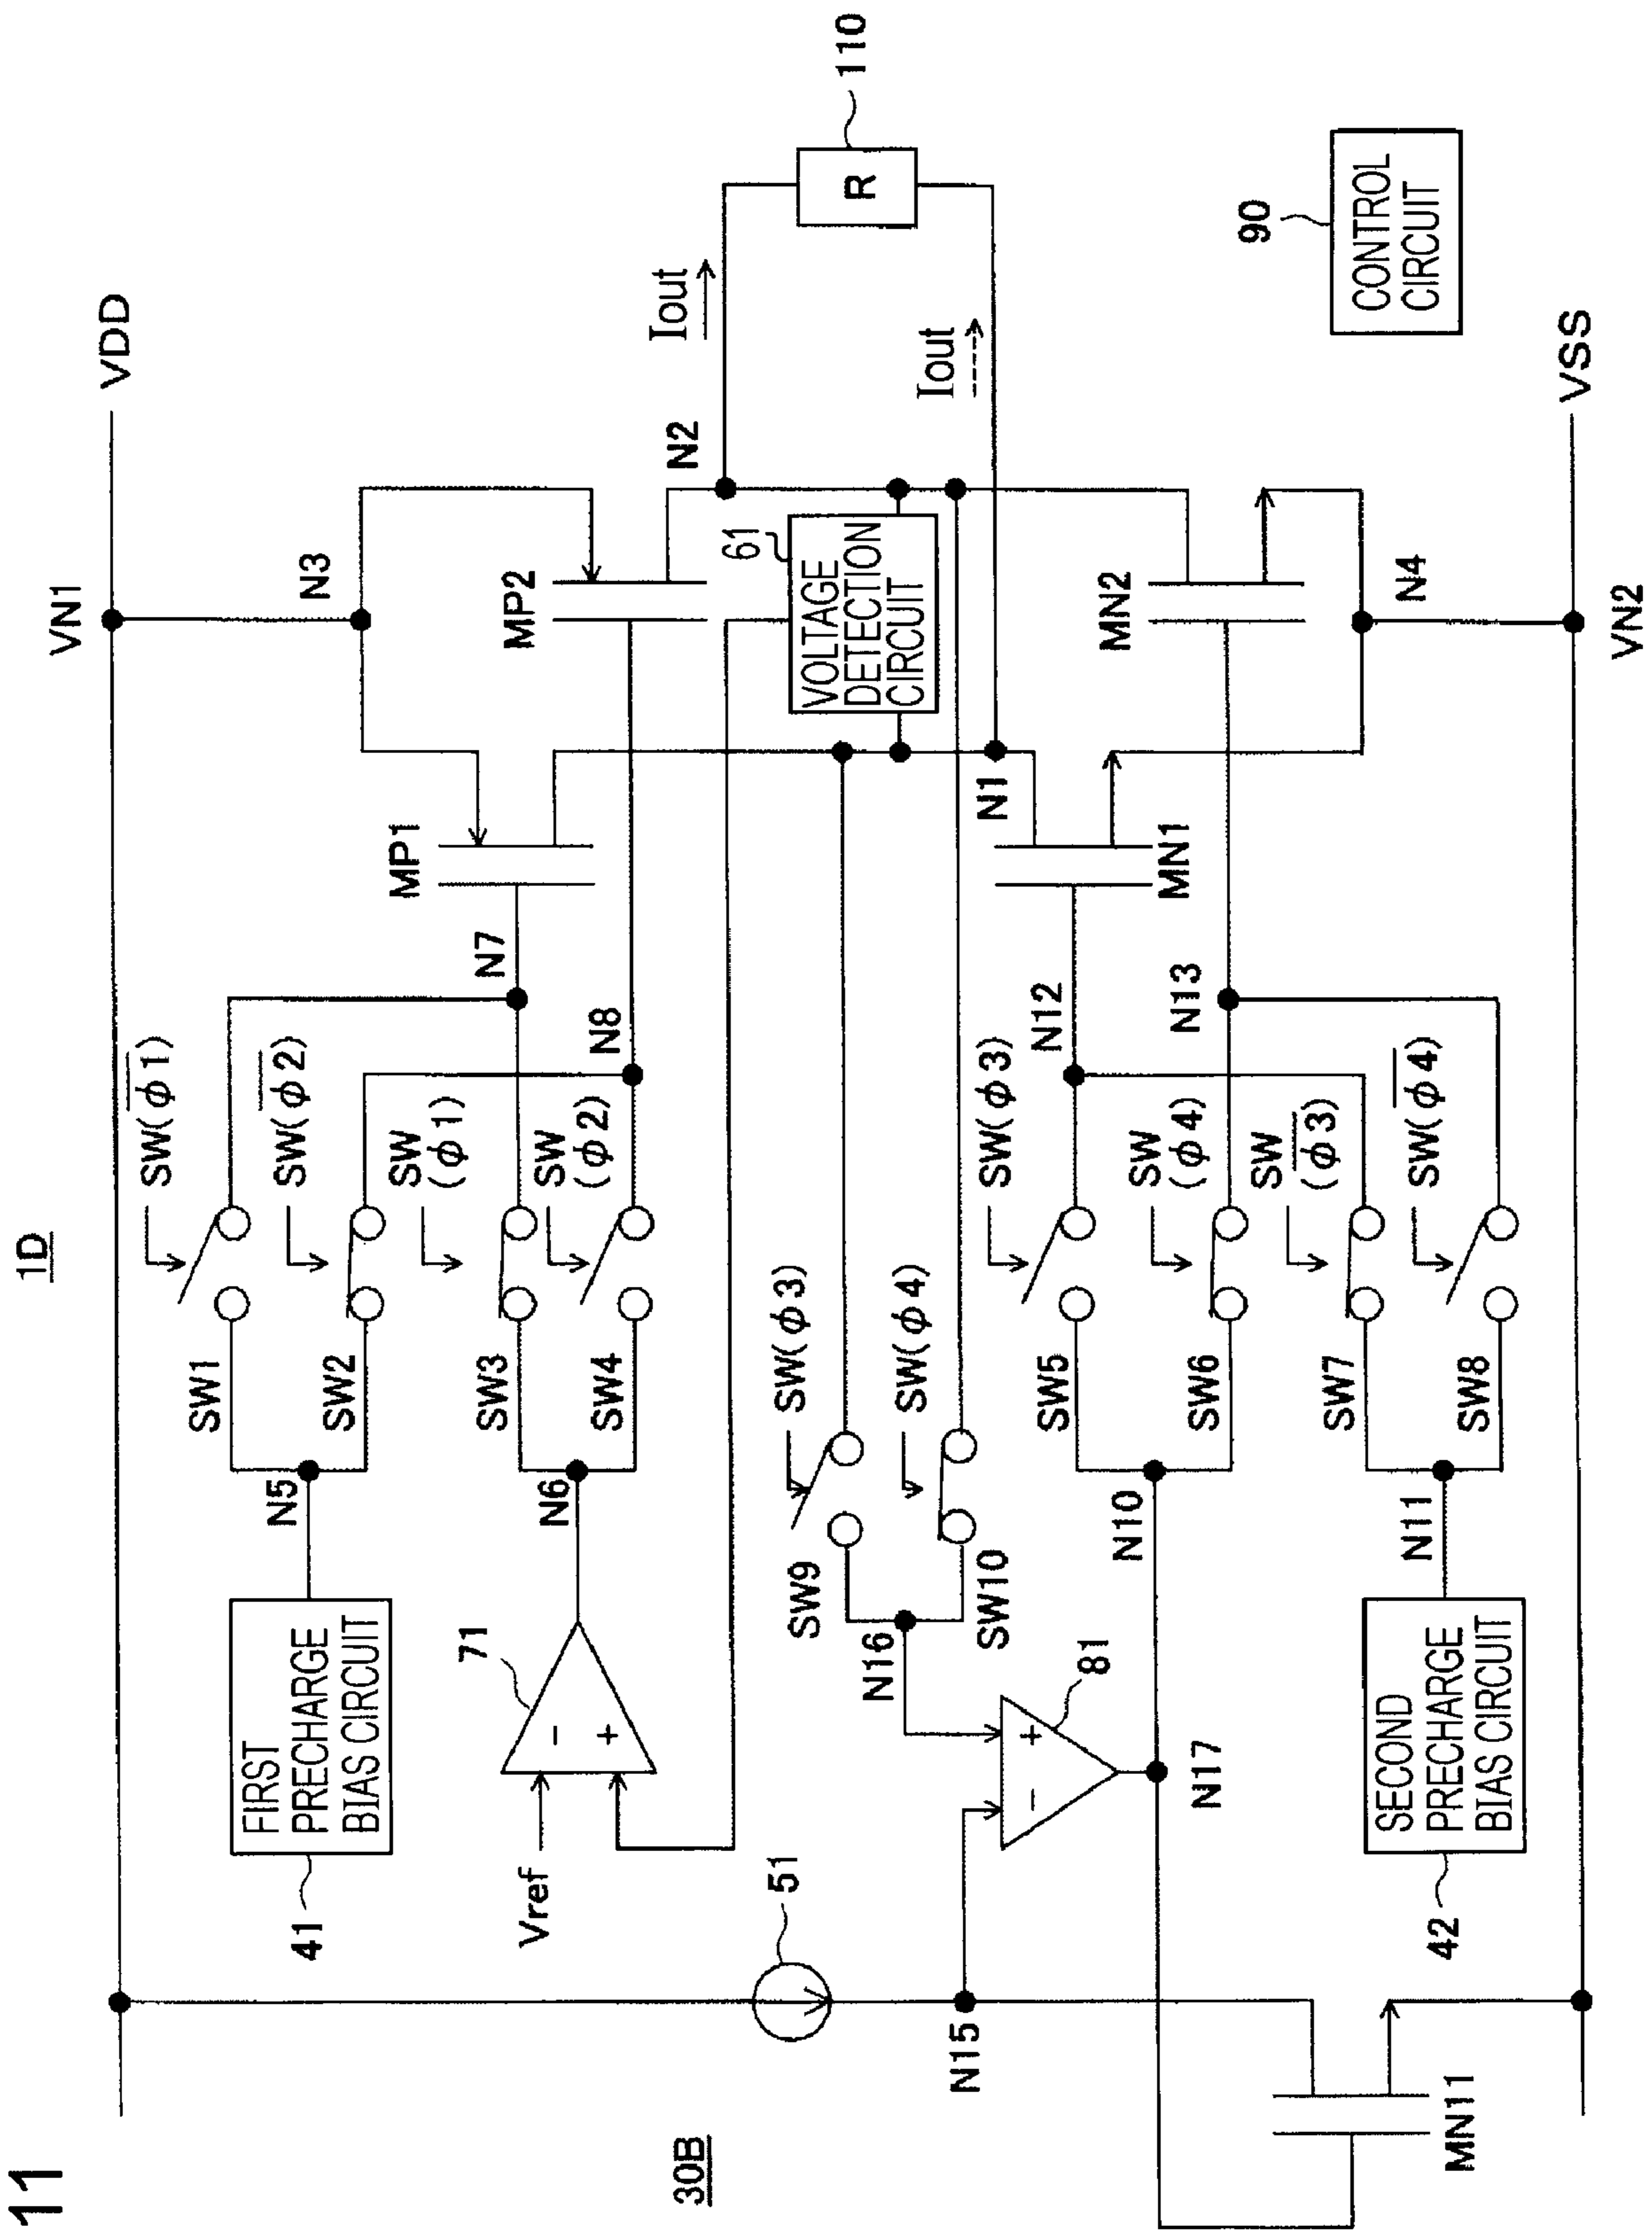 11
1D
30B
VN1
VDD
N3
SW(φ1̅)
SW(φ2̅)
SW
(φ1)
SW
(φ2)
SW1
SW2
SW3
SW4
N5
N6
N7
N8
MP1
MP2
N2
FIRST
PRECHARGE
BIAS CIRCUIT
41
71
-
+
Vref
51
61
VOLTAGE
DETECTION
CIRCUIT
Iout
Iout
R
110
SW(φ3)
SW(φ4)
SW9
SW10
N16
N15
81
-
+
N17
N1
MN1
MN2
N12
N13
SW(φ3)
SW
(φ4)
SW
(φ3̅)
SW(φ4̅)
SW5
SW6
SW7
SW8
N10
N11
SECOND
PRECHARGE
BIAS CIRCUIT
42
MN11
N4
VN2
VSS
90
CONTROL
CIRCUIT